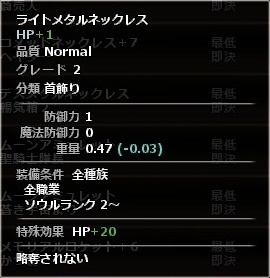 ライトメタルネックレス
HP+1
品質 Normal
グレード 2
分類 首飾り
防御力 1
魔法防御力 0
重量 0.47 (-0.03)
装備条件 全種族
全職業
ソウルランク 2～
特殊効果 HP+20
略奪されない